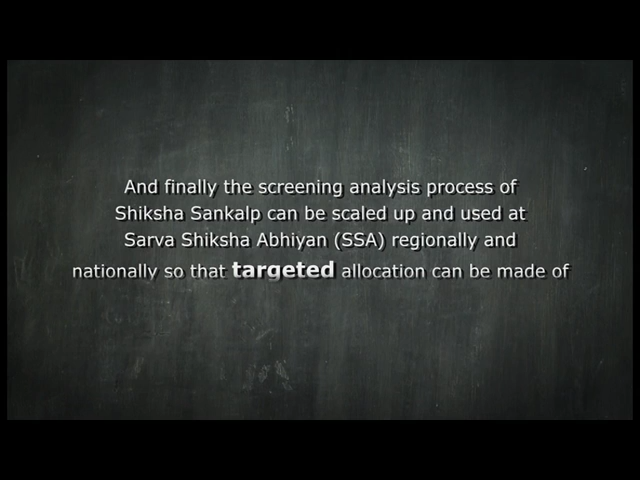 And finally the screening analysis process of
Shiksha Sankalp can be scaled up and used at
Sarva Shiksha Abhiyan (SSA) regionally and
nationally so that targeted allocation can be made of